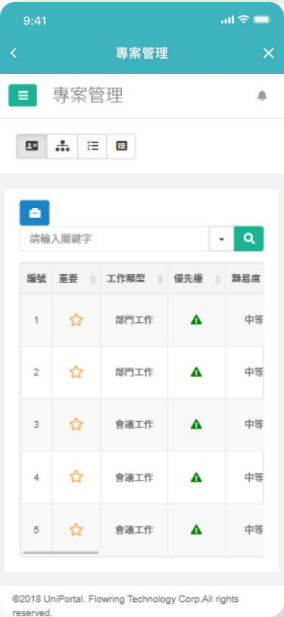 9:41
專案管理
專案管理
請輸入關鍵字
編號 重要 工作類型 優先權 難易度
1 部門工作 中等
2 部門工作 中等
3 會議工作 中等
4 會議工作 中等
5 會議工作 中等
©2018 UniPortal. Flowring Technology Corp.All rights
reserved.